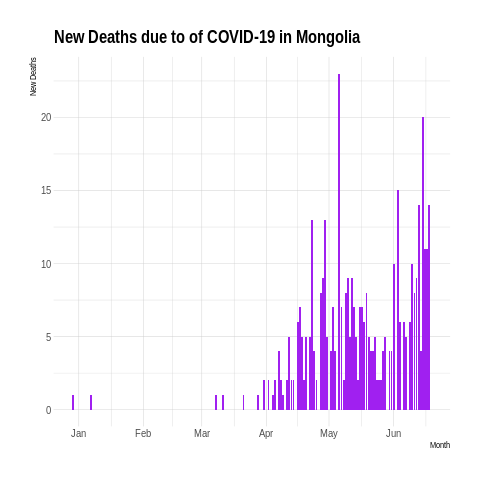 New Deaths due to of COVID-19 in Mongolia
New Deaths
20
15
10
5
0
Jan Feb Mar Apr May Jun
Month